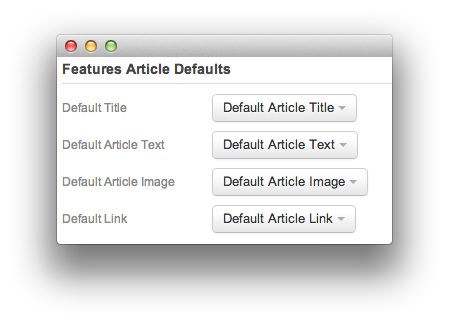 Features Article Defaults
Default Title Default Article Title
Default Article Text Default Article Text
Default Article Image Default Article Image
Default Link Default Article Link